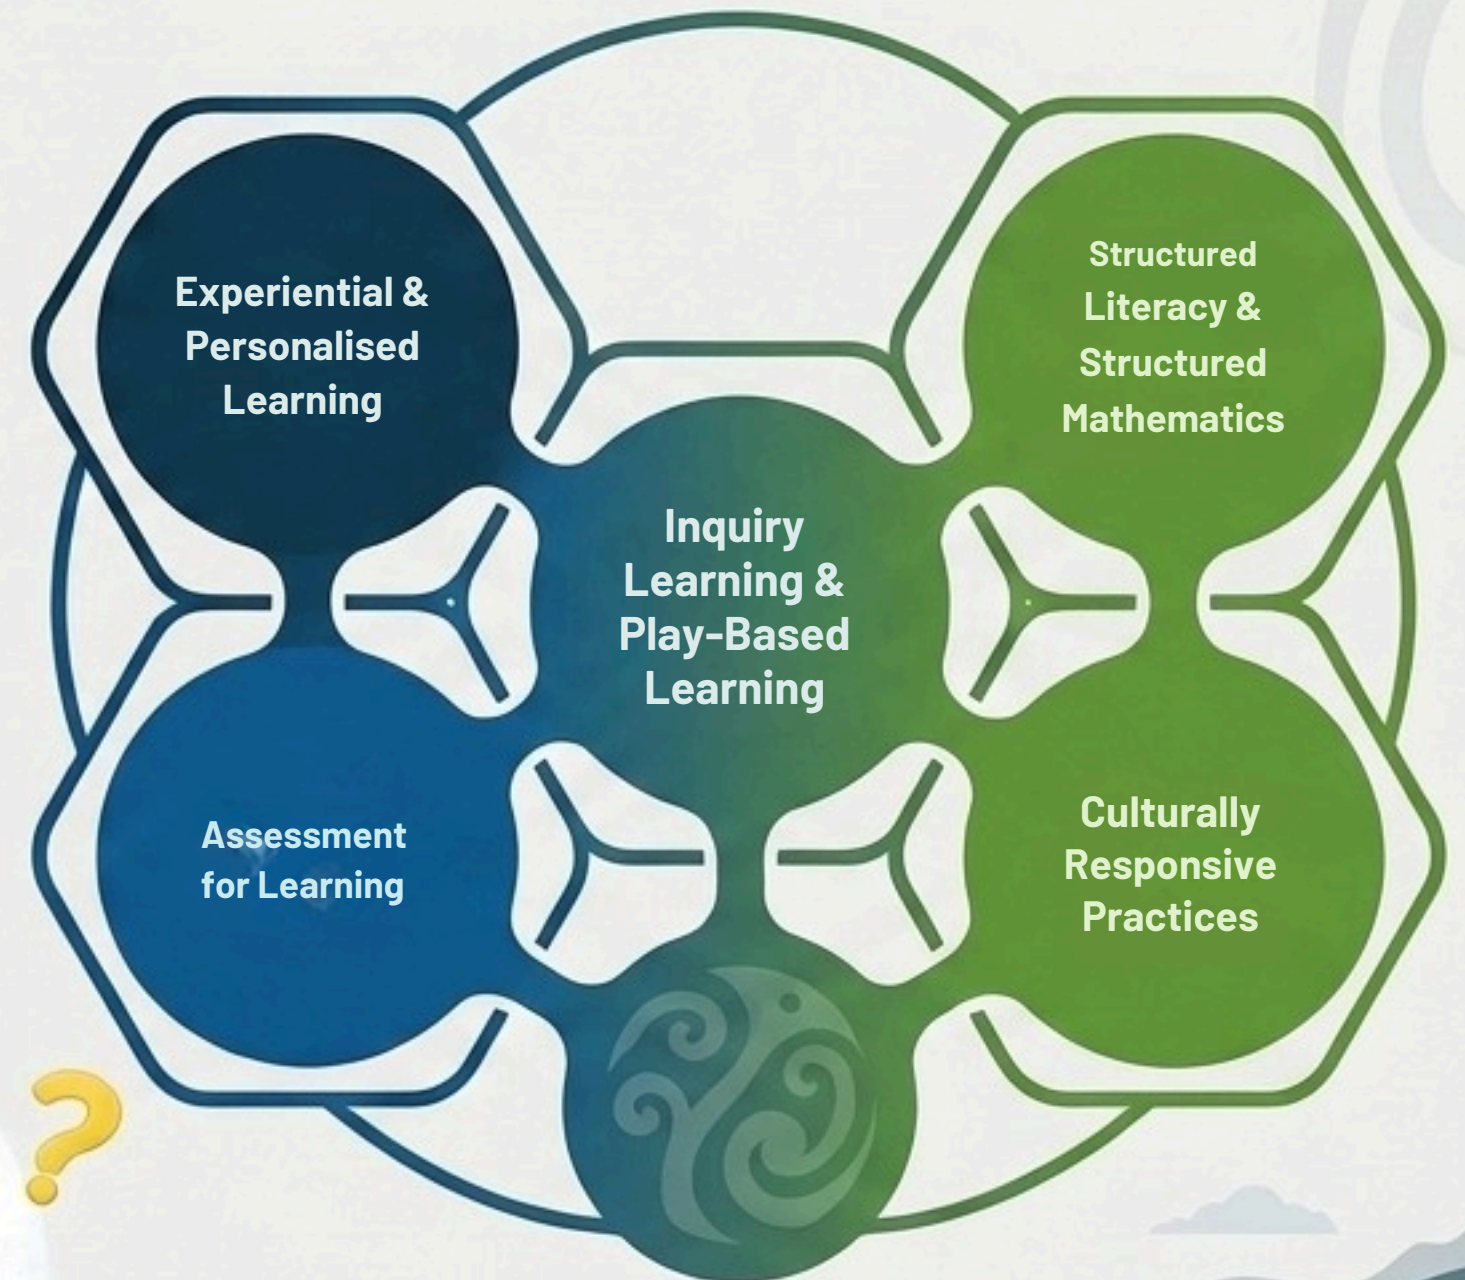 Experiential &
Personalised
Learning
Structured
Literacy &
Structured
Mathematics
Inquiry
Learning &
Play-Based
Learning
Assessment
for Learning
Culturally
Responsive
Practices
?